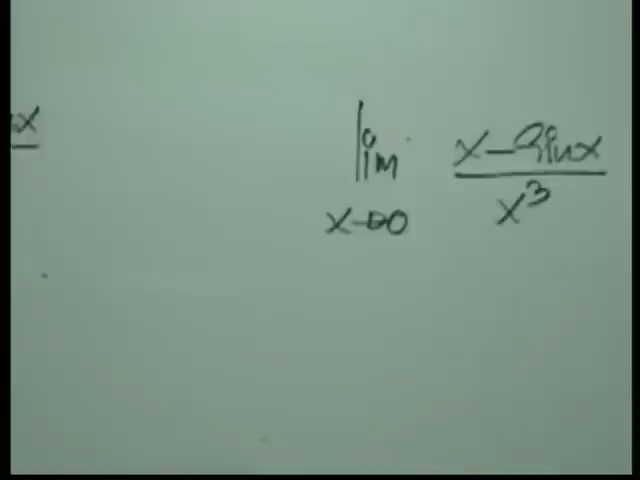 x
lim x-sinx
x→0 x³